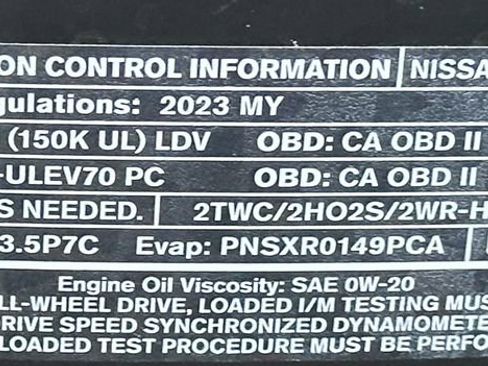 ON CONTROL INFORMATION | NISSA
gulations: 2023 MY
(150K UL) LDV OBD: CA OBD II
-ULEV70 PC OBD: CA OBD II
S NEEDED. | 2TWC/2HO2S/2WR-H
3.5P7C Evap: PNSXR0149PCA
Engine Oil Viscosity: SAE 0W-20
LL-WHEEL DRIVE, LOADED I/M TESTING MUS
DRIVE SPEED SYNCHRONIZED DYNAMOMETE
LOADED TEST PROCEDURE MUST BE PERFO